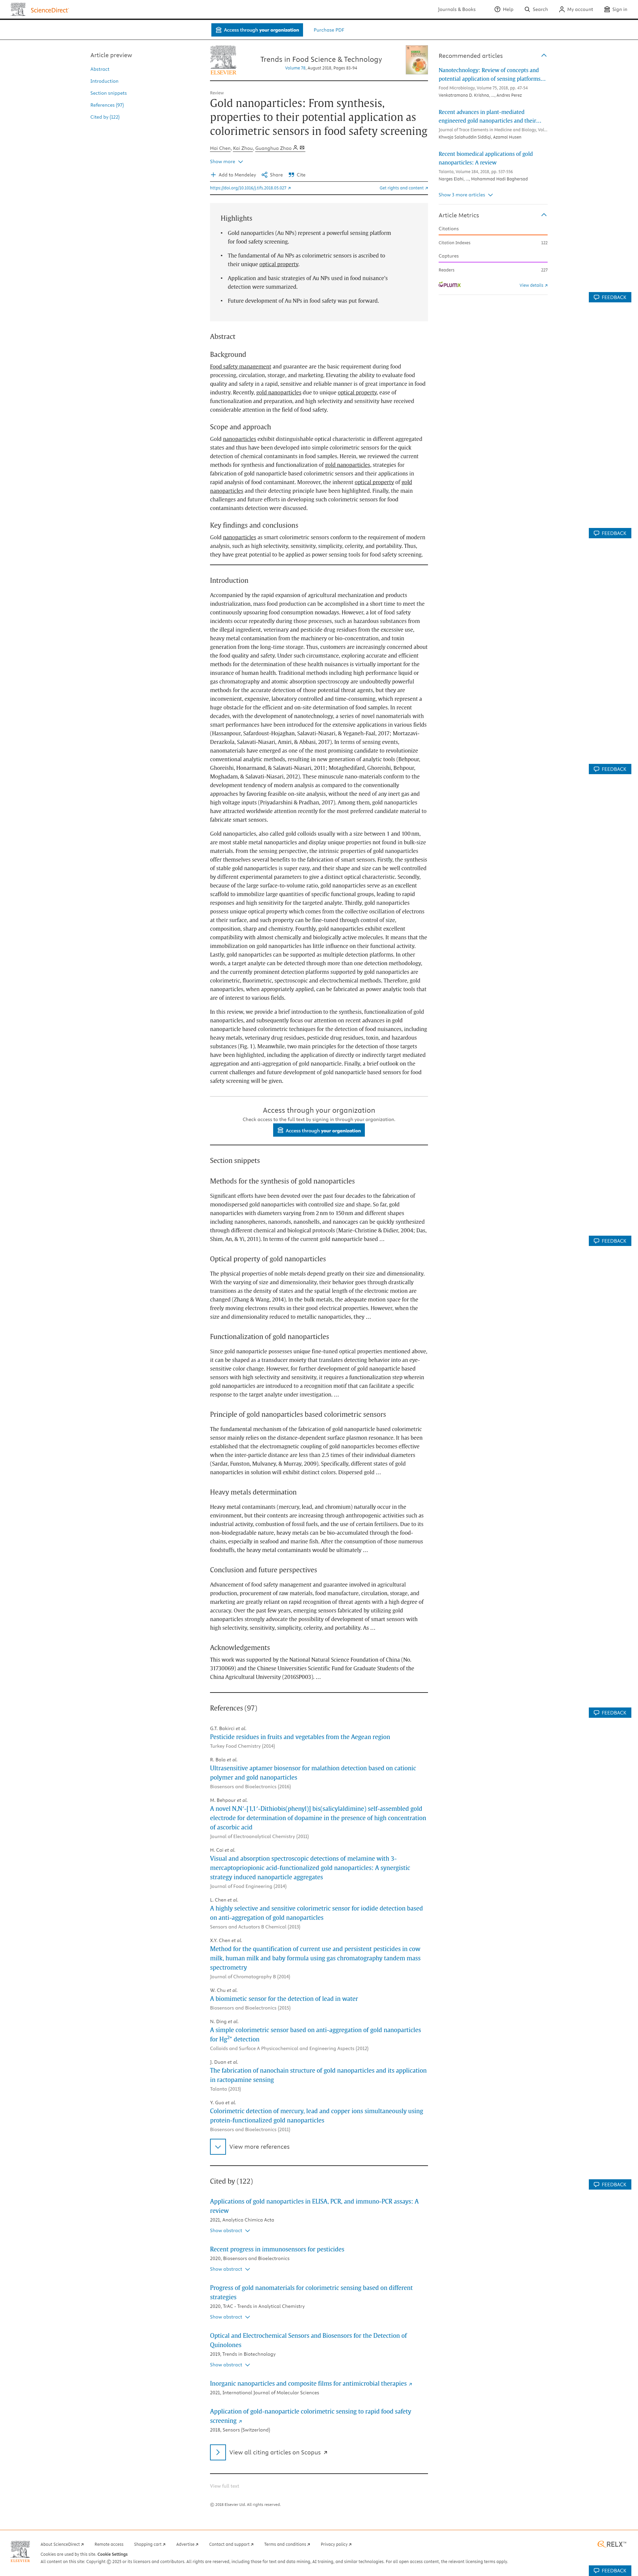 ScienceDirect
Journals & Books
Help
Search
My account
Sign in
Access through your organization
Purchase PDF
Article preview
Abstract
Introduction
Section snippets
References (97)
Cited by (122)
ELSEVIER
Trends in Food Science & Technology
Volume 78, August 2018, Pages 83-94
Review
Gold nanoparticles: From synthesis,
properties to their potential application as
colorimetric sensors in food safety screening
Hai Chen, Kai Zhou, Guanghua Zhao
Show more
Add to Mendeley
Share
Cite
Get rights and content
Highlights
• Gold nanoparticles (Au NPs) represent a powerful screening platform
for food safety screening.
• The fundamental of Au NPs as colorimetric sensors is ascribed to
their unique optical property.
• Application and basic strategies of Au NPs used in food nuisance's
detection were summarized.
• Future development of Au NPs in food safety was put forward.
Abstract
Background
Food safety management and guarantee are the basic requirement during food
processing, circulation, storage, and marketing. Elevating the ability to evaluate food
quality and safety in a rapid, sensitive and reliable manner is of great importance in food
industry. Recently, gold nanoparticles due to unique optical property, ease of
functionalization and preparation, and high selectivity and sensitivity have received
considerable attention in the field of food safety.
Scope and approach
Gold nanoparticles exhibit distinguishable optical characteristic in different aggregated
states and thus have been developed into simple colorimetric sensors for the quick
detection of chemical contaminants in food samples. Herein, we reviewed the current
methods for synthesis and functionalization of gold nanoparticles, strategies for
fabrication of gold nanoparticle based colorimetric sensors and their applications in
rapid analysis of food contaminant. Moreover, the inherent optical property of gold
nanoparticles and their detecting principle have been highlighted. Finally, the main
challenges and future efforts in developing such colorimetric sensors for food
contaminants detection were discussed.
Key findings and conclusions
Gold nanoparticles as smart colorimetric sensors conform to the requirement of modern
analysis, such as high selectivity, sensitivity, simplicity, celerity, and portability. Thus,
they have great potential to be applied as power sensing tools for food safety screening.
Introduction
Accompanied by the rapid expansion of agricultural mechanization and products
industrialization, mass food production can be accomplished in a short time to meet the
continuously upsurging food consumption nowadays. However, a lot of food safety
incidents occur repeatedly during those processes, such as hazardous substances from
the illegal ingredient, veterinary and pesticide drug residues from the excessive use,
heavy metal contamination from the machinery or bio-concentration, and toxin
generation from the long-time storage. Thus, customers are increasingly concerned about
the food quality and safety. Under such circumstance, exploring accurate and efficient
methods for the determination of those health nuisances is virtually important for the
insurance of human health. Traditional methods including high performance liquid or
gas chromatography and atomic absorption spectroscopy are undoubtedly powerful
methods for the accurate detection of those potential threat agents, but they are
incommenent, expensive, laboratory controlled and time-consuming, which represent a
huge obstacle for the efficient and on-site determination of food samples. In recent
decades, with the development of nanotechnology, a series of novel materials with
smart performances have been introduced for the extensive applications in various fields
(Hassanpour, Safardoust-Hojaghan, Salavati-Niasari, & Yeganeh-Faal, 2017; Mortazavi-
Derazkola, Salavati-Niasari, Amiri, & Abbasi, 2017). In terms of sensing events,
nanomaterials have emerged as one of the most promising candidate to revolutionize
conventional analytic methods, resulting in new generation of analytic tools (Behpour,
Ghoreishi, Honarmand, & Salavati-Niasari, 2011; Motaghedifard, Ghoreishi, Behpour,
Moghadam, & Salavati-Niasari, 2012). These minuscule nano-materials conform to the
development tendency of modern analysis as compared to the conventionally
approaches by favoring feasible on-site analysis, without the need of any inert gas and
high voltage inputs (Priyadarshini & Pradhan, 2017). Among them, gold nanoparticles
have attracted worldwide attention recently for the most preferred candidate material to
fabricate smart sensors.
Gold nanoparticles, also called gold colloids usually with a size between 1 and 100 nm,
are most stable metal nanoparticles and display unique properties not found in bulk-size
materials. From the sensing perspective, the intrinsic properties of gold nanoparticles
offer exceedingly reliable feasibility to the fabrication of smart sensors. Firstly, the synthesis
of stable gold nanoparticles is super easy, and their shape and size can be well controlled
by different experimental parameters to give a distinct optical characteristic. Secondly,
because of the large surface-to-volume ratio, gold nanoparticles serve as an excellent
scaffold to immobilize large quantities of specific functional groups, leading to rapid
responses and high sensitivity for the targeted analyte. Thirdly, gold nanoparticles
possess unique optical property which comes from the collective oscillation of electrons
at their surface, and such property can be fine-tuned through control of size,
composition, sharp and chemistry. Fourthly, gold nanoparticles exhibit excellent
compatibility with almost chemically and biologically active molecules. It means that the
immobilization on gold nanoparticles has little influence on their functional activity.
Lastly, gold nanoparticles can be supported as multiple detection platforms. In other
words, a target analyte can be detected through more than one detection methodology,
and the currently prominent detection platforms supported by gold nanoparticles are
colorimetric, fluorimetric, spectroscopic and electrochemical methods. Therefore, gold
nanoparticles, when appropriately applied, can be fabricated as power analytic tools that
are of interest to various fields.
In this review, we provide a brief introduction to the synthesis, functionalization of gold
nanoparticles, and subsequently focus our attention on recent advances in gold
nanoparticle based colorimetric techniques for the detection of food nuisances, including
heavy metals, veterinary drug residues, pesticide drug residues, toxin, and hazardous
substances (Fig. 1). Meanwhile, two main principles for the detection of those targets
have been highlighted, including the application of directly or indirectly target mediated
aggregation and anti-aggregation of gold nanoparticle. Finally, a brief outlook on the
current challenges and future development of gold nanoparticle based sensors for food
safety screening will be given.
Access through your organization
Check access to the full text by signing in through your organization.
Access through your organization
Section snippets
Methods for the synthesis of gold nanoparticles
Significant efforts have been devoted over the past four decades to the fabrication of
monodispersed gold nanoparticles with controlled size and shape. So far, gold
nanoparticles with diameters varying from 2 nm to 150 nm and different shapes
including nanospheres, nanorods, nanoshells, and nanocages can be quickly synthesized
through different chemical and biological protocols (Marie-Christine & Didier, 2004; Das,
Shim, An, & Yi, 2011). In terms of the current gold nanoparticle based …
Optical property of gold nanoparticles
The physical properties of noble metals depend greatly on their size and dimensionality.
With the varying of size and dimensionality, their behavior goes through drastically
transitions as the density of states and the spatial length of the electronic motion are
changed (Zhang & Wang, 2014). In the bulk metals, the adequate motion space for the
freely moving electrons results in their inherent good properties. However, when the
size and dimensionality reduced to metallic nanoparticles, they …
Functionalization of gold nanoparticles
Since gold nanoparticle possesses unique fine-tuned optical properties mentioned above,
it can be shaped as a transducer moiety that translates detecting behavior into an eye-
sensitive color change. However, for further development of gold nanoparticle based
sensors with high selectivity and sensitivity, it requires a functionalization step wherein
gold nanoparticles are introduced to a recognition motif that can facilitate a specific
response to the target analyte under investigation. …
Principle of gold nanoparticles based colorimetric sensors
The fundamental mechanism of the fabrication of gold nanoparticle based colorimetric
sensor mainly relies on the distance-dependent surface plasmon resonance. It has been
established that the electromagnetic coupling of gold nanoparticles becomes effective
when the inter-particle distance are less than 2.5 times of their individual diameters
(Sardar, Funston, Mulvaney, & Murray, 2009). Specifically, different states of gold
nanoparticles in solution will exhibit distinct colors. Dispersed gold …
Heavy metals determination
Heavy metal contaminants (mercury, lead, and chromium) naturally occur in the
environment, but their contents are increasing through anthropogenic activities such as
industrial activity, combustion of fossil fuels, and the use of certain fertilisers. Due to its
non-biodegradable nature, heavy metals can be bio-accumulated through the food-
chains, especially in seafood and marine fish. After the consumption of those numerous
foodstuffs, the heavy metal contaminants would be ultimately …
Conclusion and future perspectives
Advancement of food safety management and guarantee involved in agricultural
production, procurement of raw materials, food manufacture, circulation, storage, and
marketing are greatly reliant on rapid recognition of threat agents with a high degree of
accuracy. Over the past few years, emerging sensors fabricated by utilizing gold
nanoparticles strongly advocate the possibility of development of smart sensors with
high selectivity, sensitivity, simplicity, celerity, and portability. As …
Acknowledgements
This work was supported by the National Natural Science Foundation of China (No.
31730069) and the Chinese Universities Scientific Fund for Graduate Students of the
China Agricultural University (2016SP003). …
References (97)
G.T. Bakirci et al.
Pesticide residues in fruits and vegetables from the Aegean region
Turkey Food Chemistry (2014)
R. Bala et al.
Ultrasensitive aptamer biosensor for malathion detection based on cationic
polymer and gold nanoparticles
Biosensors and Bioelectronics (2016)
M. Behpour et al.
A novel N,N′-[1,1′-Dithiobis(phenyl)] bis(salicylaldimine) self-assembled gold
electrode for determination of dopamine in the presence of high concentration
of ascorbic acid
Journal of Electroanalytical Chemistry (2011)
H. Cai et al.
Visual and absorption spectroscopic detections of melamine with 3-
mercaptopriopionic acid-functionalized gold nanoparticles: A synergistic
strategy induced nanoparticle aggregates
Journal of Food Engineering (2014)
L. Chen et al.
A highly selective and sensitive colorimetric sensor for iodide detection based
on anti-aggregation of gold nanoparticles
Sensors and Actuators B Chemical (2013)
X.Y. Chen et al.
Method for the quantification of current use and persistent pesticides in cow
milk, human milk and baby formula using gas chromatography tandem mass
spectrometry
Journal of Chromatography B (2014)
W. Chu et al.
A biomimetic sensor for the detection of lead in water
Biosensors and Bioelectronics (2015)
N. Ding et al.
A simple colorimetric sensor based on anti-aggregation of gold nanoparticles
for Hg2+ detection
Colloids and Surface A Physicochemical and Engineering Aspects (2012)
J. Duan et al.
The fabrication of nanochain structure of gold nanoparticles and its application
in ractopamine sensing
Talanta (2013)
Y. Guo et al.
Colorimetric detection of mercury, lead and copper ions simultaneously using
protein-functionalized gold nanoparticles
Biosensors and Bioelectronics (2011)
View more references
Cited by (122)
Applications of gold nanoparticles in ELISA, PCR, and immuno-PCR assays: A
review
2021, Analytica Chimica Acta
Show abstract
Recent progress in immunosensors for pesticides
2020, Biosensors and Bioelectronics
Show abstract
Progress of gold nanomaterials for colorimetric sensing based on different
strategies
2020, TrAC - Trends in Analytical Chemistry
Show abstract
Optical and Electrochemical Sensors and Biosensors for the Detection of
Quinolones
2019, Trends in Biotechnology
Show abstract
Inorganic nanoparticles and composite films for antimicrobial therapies
2021, International Journal of Molecular Sciences
Application of gold-nanoparticle colorimetric sensing to rapid food safety
screening
2018, Sensors (Switzerland)
View all citing articles on Scopus
View full text
© 2018 Elsevier Ltd. All rights reserved.
Recommended articles
Nanotechnology: Review of concepts and
potential application of sensing platforms…
Food Microbiology, Volume 75, 2018, pp. 47-54
Venkatramana D. Krishna, …, Andres Perez
Recent advances in plant-mediated
engineered gold nanoparticles and their…
Journal of Trace Elements in Medicine and Biology, Vol…
Khwaja Salahuddin Siddiqi, Azamal Husen
Recent biomedical applications of gold
nanoparticles: A review
Talanta, Volume 184, 2018, pp. 537-556
Narges Elahi, …, Mohammad Hadi Baghersad
Show 3 more articles
Article Metrics
Citations
Citation Indexes 122
Captures
Readers 227
PLUMX
View details
FEEDBACK
FEEDBACK
FEEDBACK
FEEDBACK
FEEDBACK
FEEDBACK
FEEDBACK
ELSEVIER
About ScienceDirect
Remote access
Shopping cart
Advertise
Contact and support
Terms and conditions
Privacy policy
Cookies are used by this site. Cookie Settings
All content on this site: Copyright © 2025 or its licensors and contributors. All rights are reserved, including those for text and data mining, AI training, and similar technologies. For all open access content, the relevant licensing terms apply.
RELX™